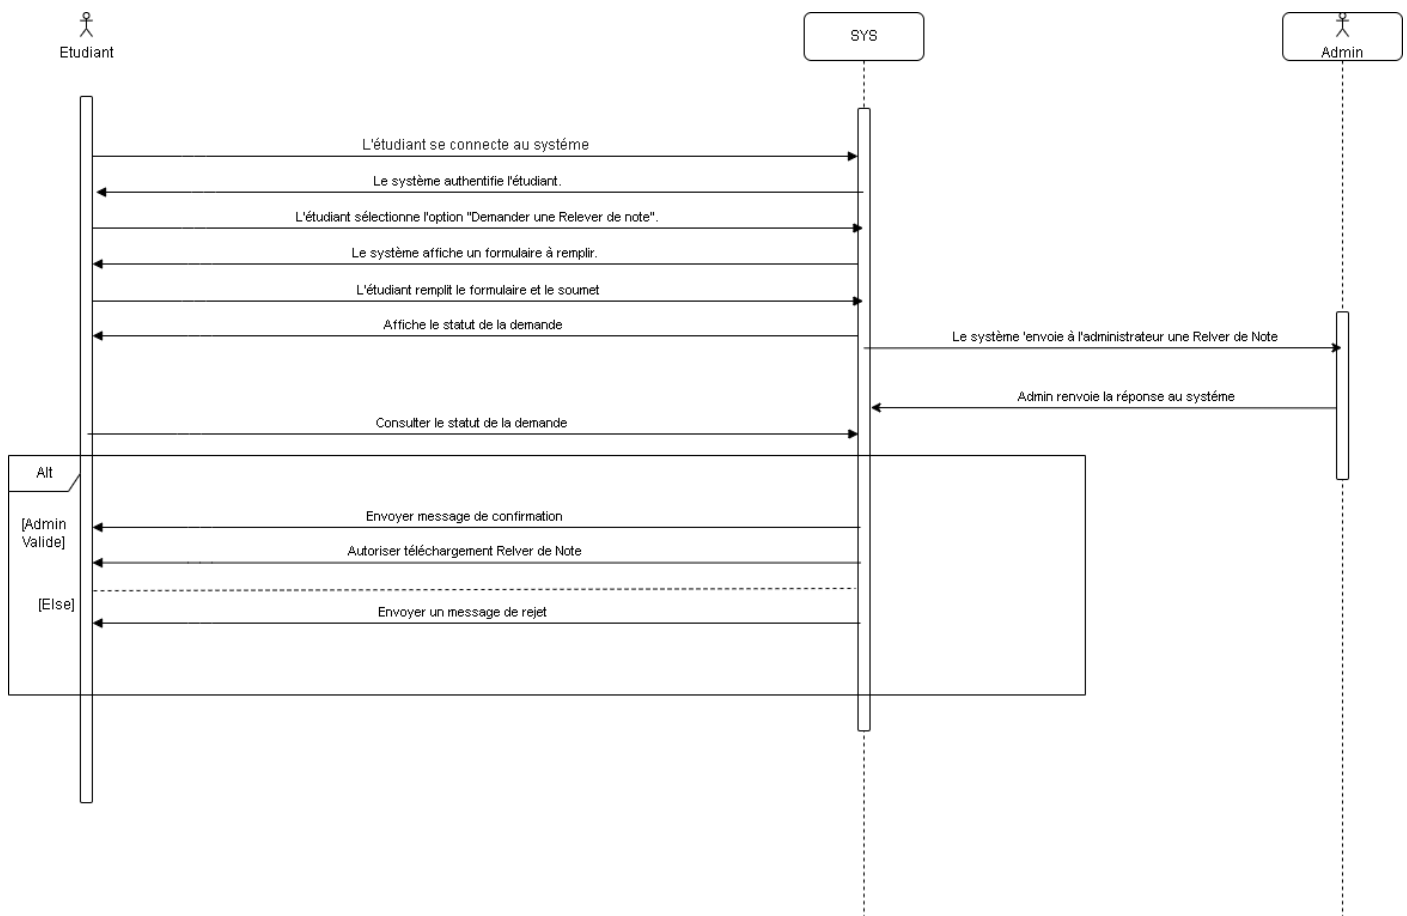 Etudiant
SYS
Admin
L'étudiant se connecte au systéme
Le système authentifie l'étudiant.
L'étudiant sélectionne l'option "Demander une Relever de note".
Le système affiche un formulaire à remplir.
L'étudiant remplit le formulaire et le soumet
Affiche le statut de la demande
Le système 'envoie à l'administrateur une Relver de Note
Admin renvoie la réponse au systéme
Consulter le statut de la demande
Alt
[Admin
Valide]
Envoyer message de confirmation
Autoriser téléchargement Relver de Note
[Else]
Envoyer un message de rejet